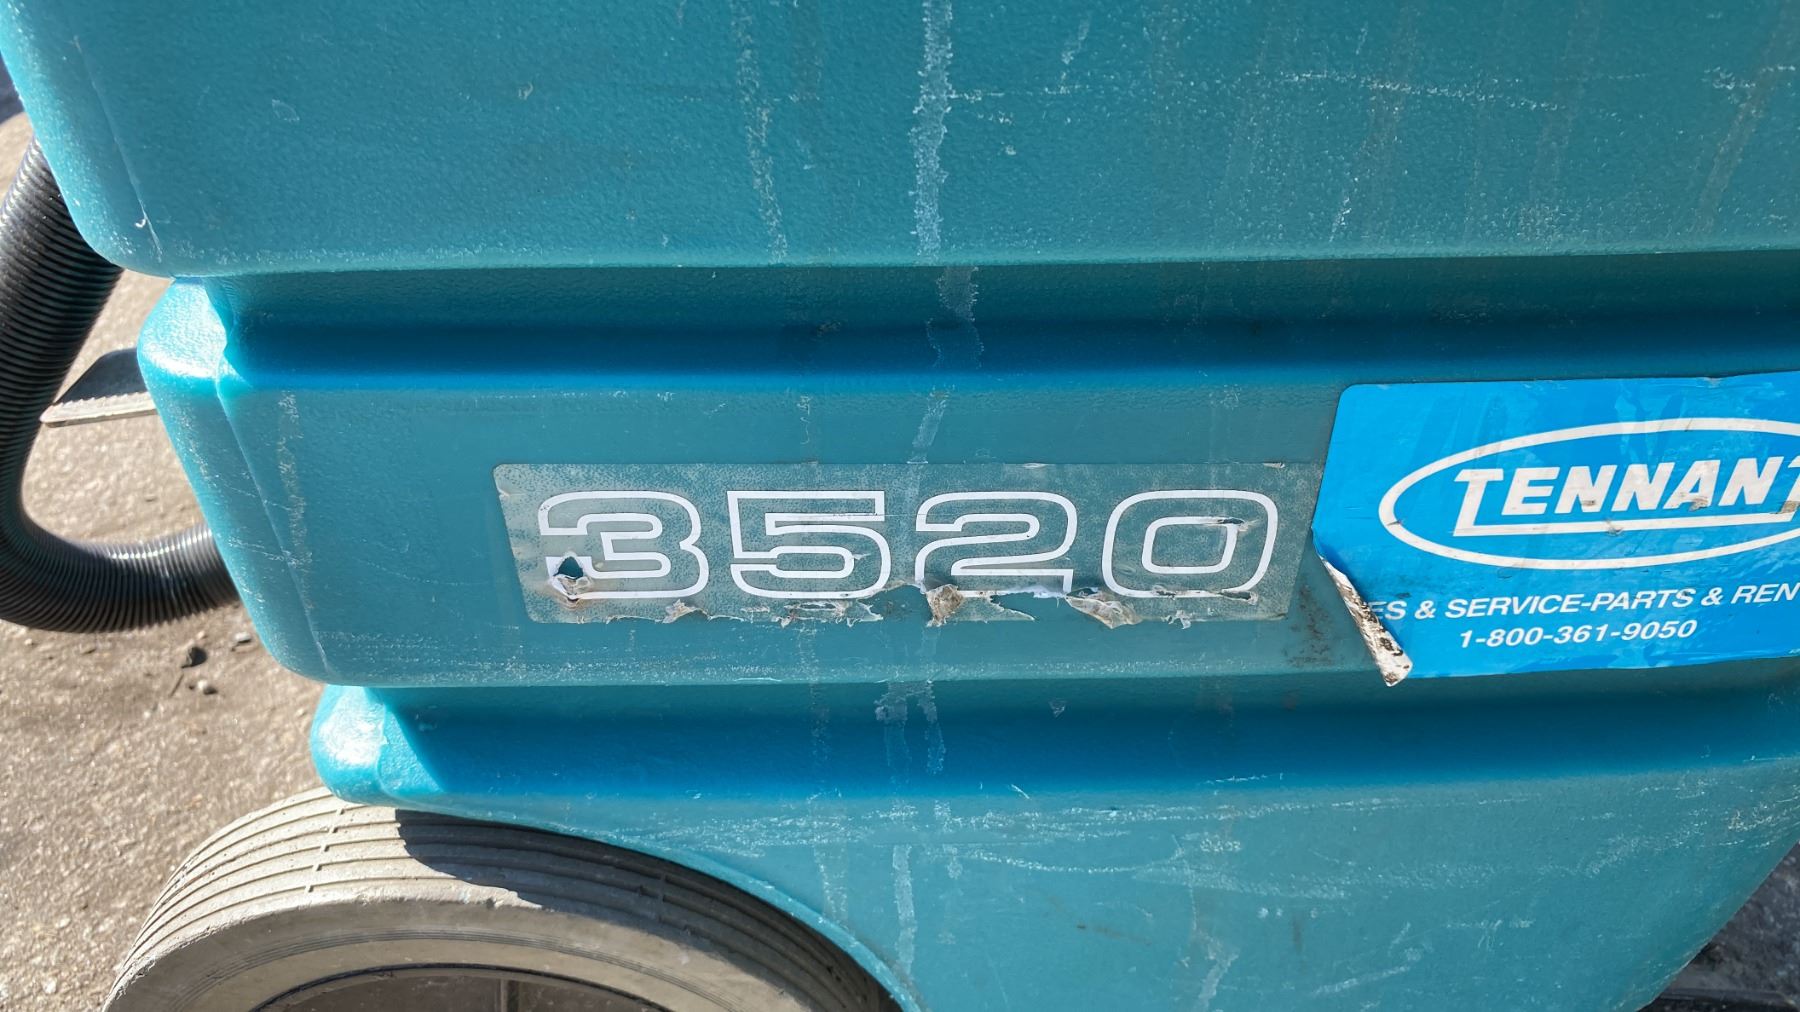 3520
TENNANT
ES & SERVICE-PARTS & REN
1-800-361-9050